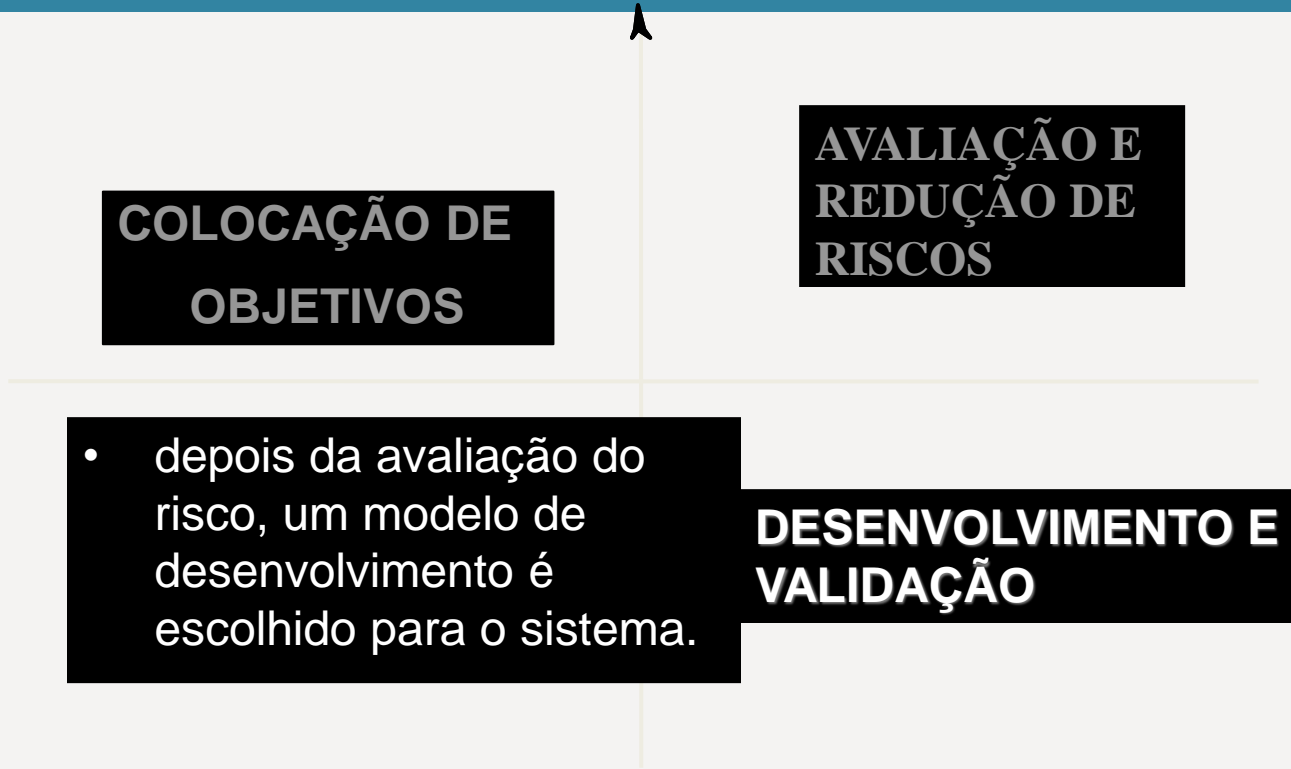 COLOCAÇÃO DE
OBJETIVOS
AVALIAÇÃO E
REDUÇÃO DE
RISCOS
• depois da avaliação do
risco, um modelo de
desenvolvimento é
escolhido para o sistema.
DESENVOLVIMENTO E
VALIDAÇÃO